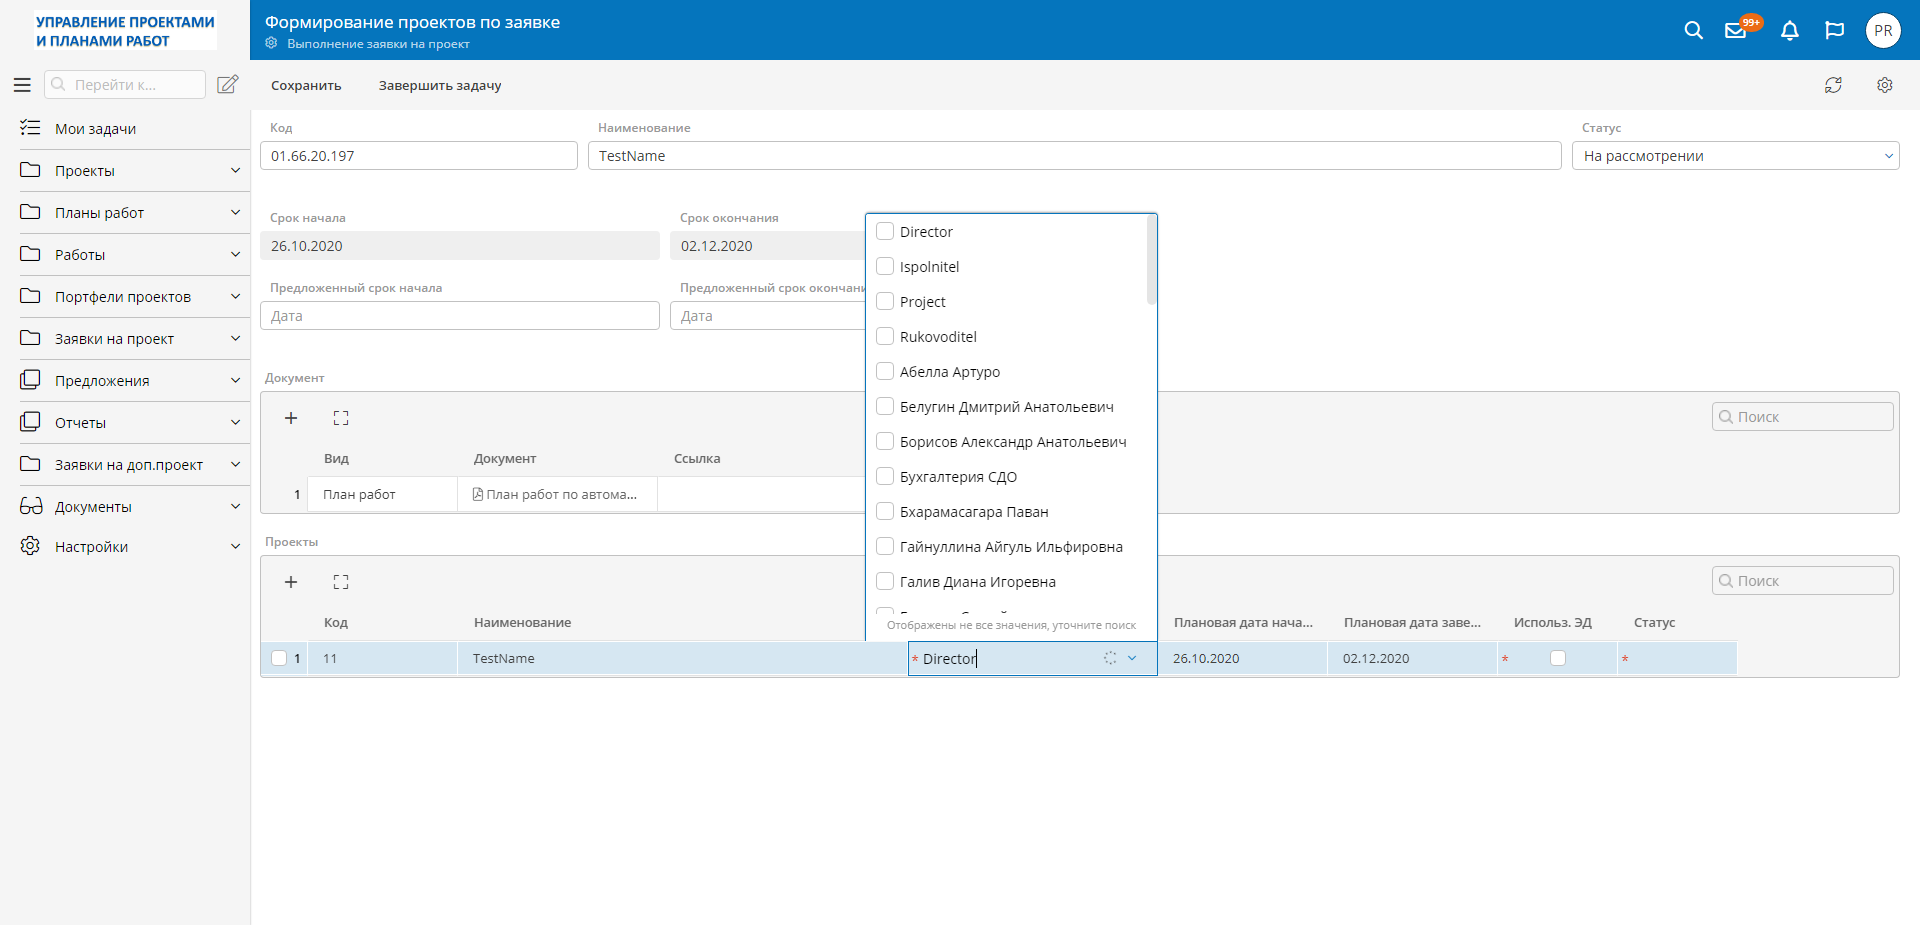 УПРАВЛЕНИЕ ПРОЕКТАМИ
И ПЛАНАМИ РАБОТ
Формирование проектов по заявке
Выполнение заявки на проект
99+
PR
Перейти к...
Сохранить
Завершить задачу
Мои задачи
Проекты
Планы работ
Работы
Портфели проектов
Заявки на проект
Предложения
Отчеты
Заявки на доп.проект
Документы
Настройки
Код
Наименование
Статус
01.66.20.197
TestName
На рассмотрении
Срок начала
Срок окончания
26.10.2020
02.12.2020
Предложенный срок начала
Предложенный срок окончани
Дата
Дата
Director
Ispolnitel
Project
Rukovoditel
Абелла Артуро
Белугин Дмитрий Анатольевич
Борисов Александр Анатольевич
Бухгалтерия СДО
Бхарамасагара Паван
Гайнуллина Айгуль Ильфировна
Галив Диана Игоревна
Отображены не все значения, уточните поиск
Документ
Поиск
Вид
Документ
Ссылка
1
План работ
План работ по автома...
Проекты
Поиск
Код
Наименование
Плановая дата нача...
Плановая дата заве...
Использ. ЭД
Статус
1
11
TestName
* Director
26.10.2020
02.12.2020
*
*